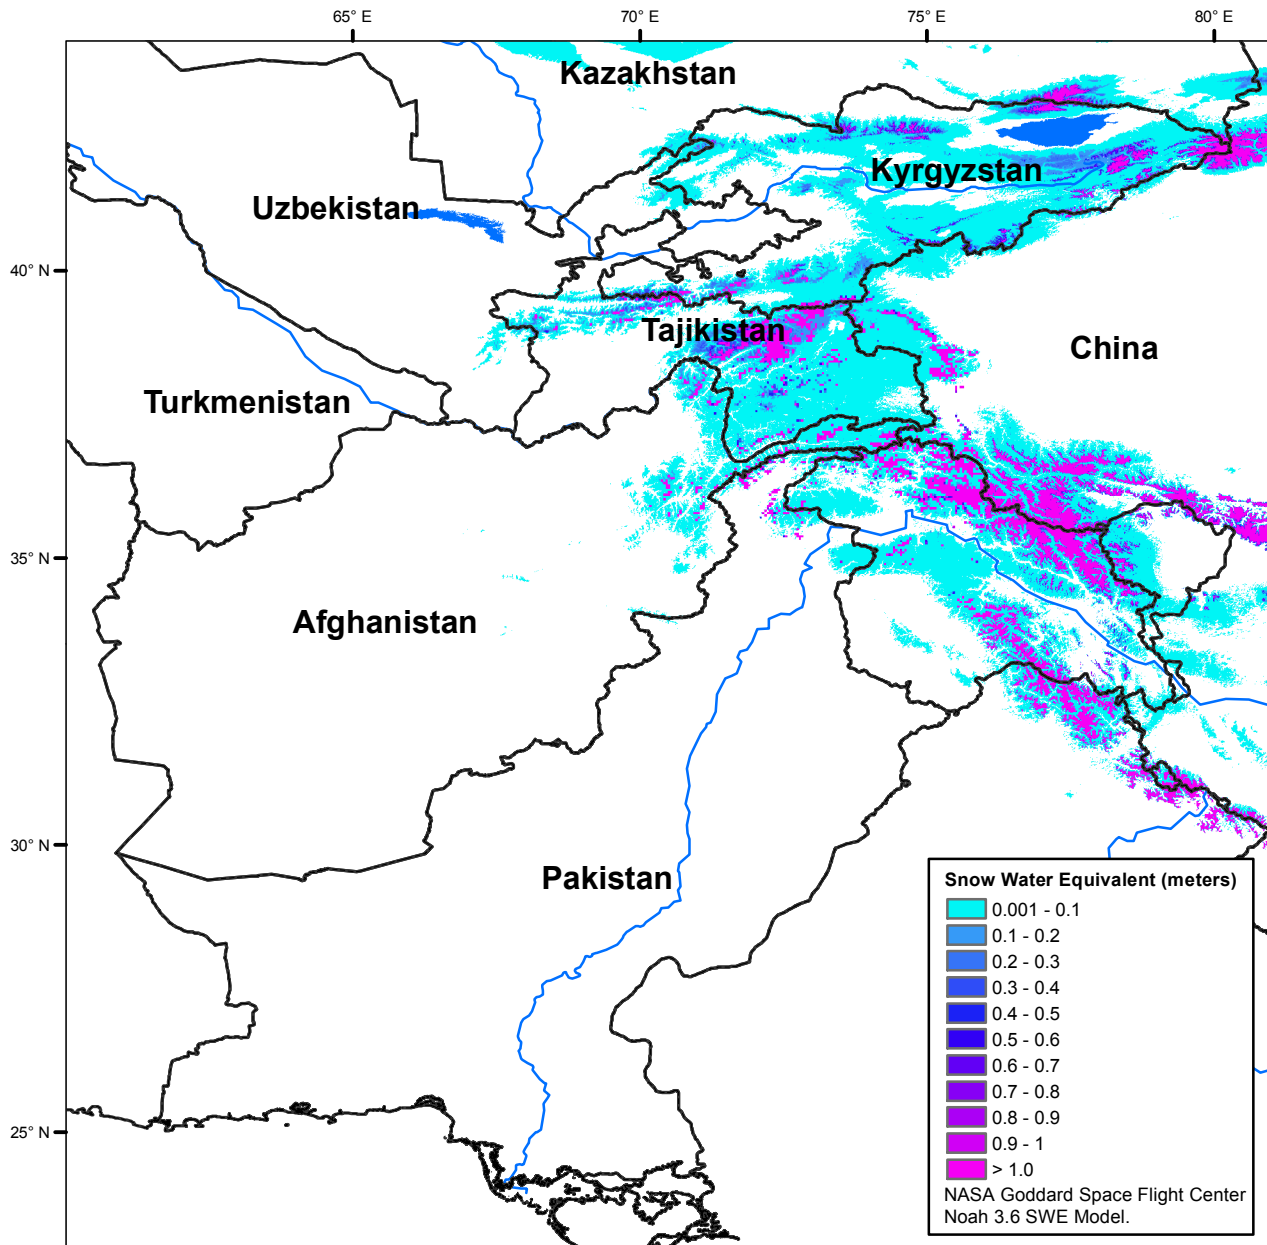 65° E
70° E
75° E
80° E
Kazakhstan
Kyrgyzstan
Uzbekistan
40° N
Tajikistan
China
Turkmenistan
35° N
Afghanistan
30° N
Pakistan
25° N
Snow Water Equivalent (meters)
0.001 - 0.1
0.1 - 0.2
0.2 - 0.3
0.3 - 0.4
0.4 - 0.5
0.5 - 0.6
0.6 - 0.7
0.7 - 0.8
0.8 - 0.9
0.9 - 1
> 1.0
NASA Goddard Space Flight Center
Noah 3.6 SWE Model.